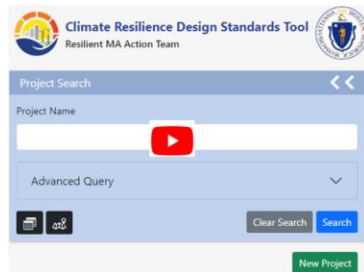 Climate Resilience Design Standards Tool
Resilient MA Action Team
Project Search
Project Name
Advanced Query
Clear Search
Search
New Project